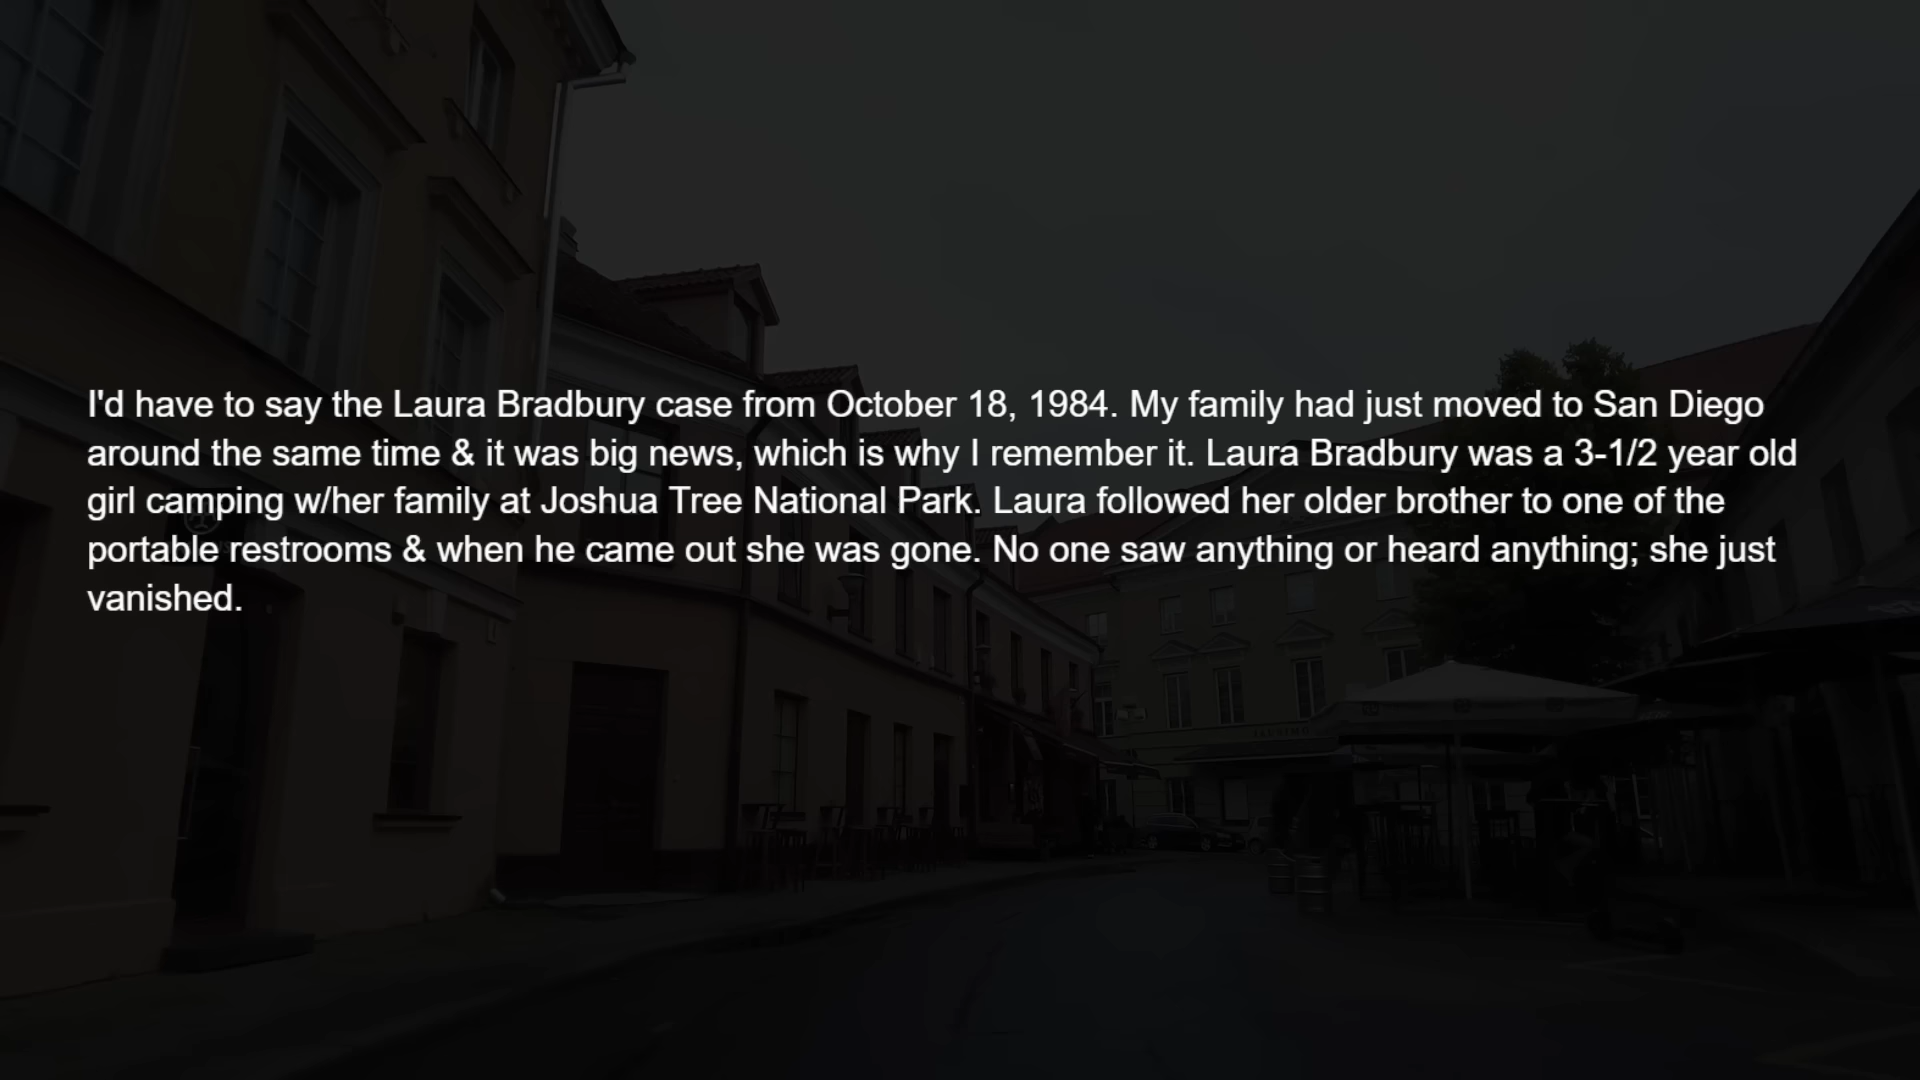 I'd have to say the Laura Bradbury case from October 18, 1984. My family had just moved to San Diego
around the same time & it was big news, which is why I remember it. Laura Bradbury was a 3-1/2 year old
girl camping w/her family at Joshua Tree National Park. Laura followed her older brother to one of the
portable restrooms & when he came out she was gone. No one saw anything or heard anything; she just
vanished.